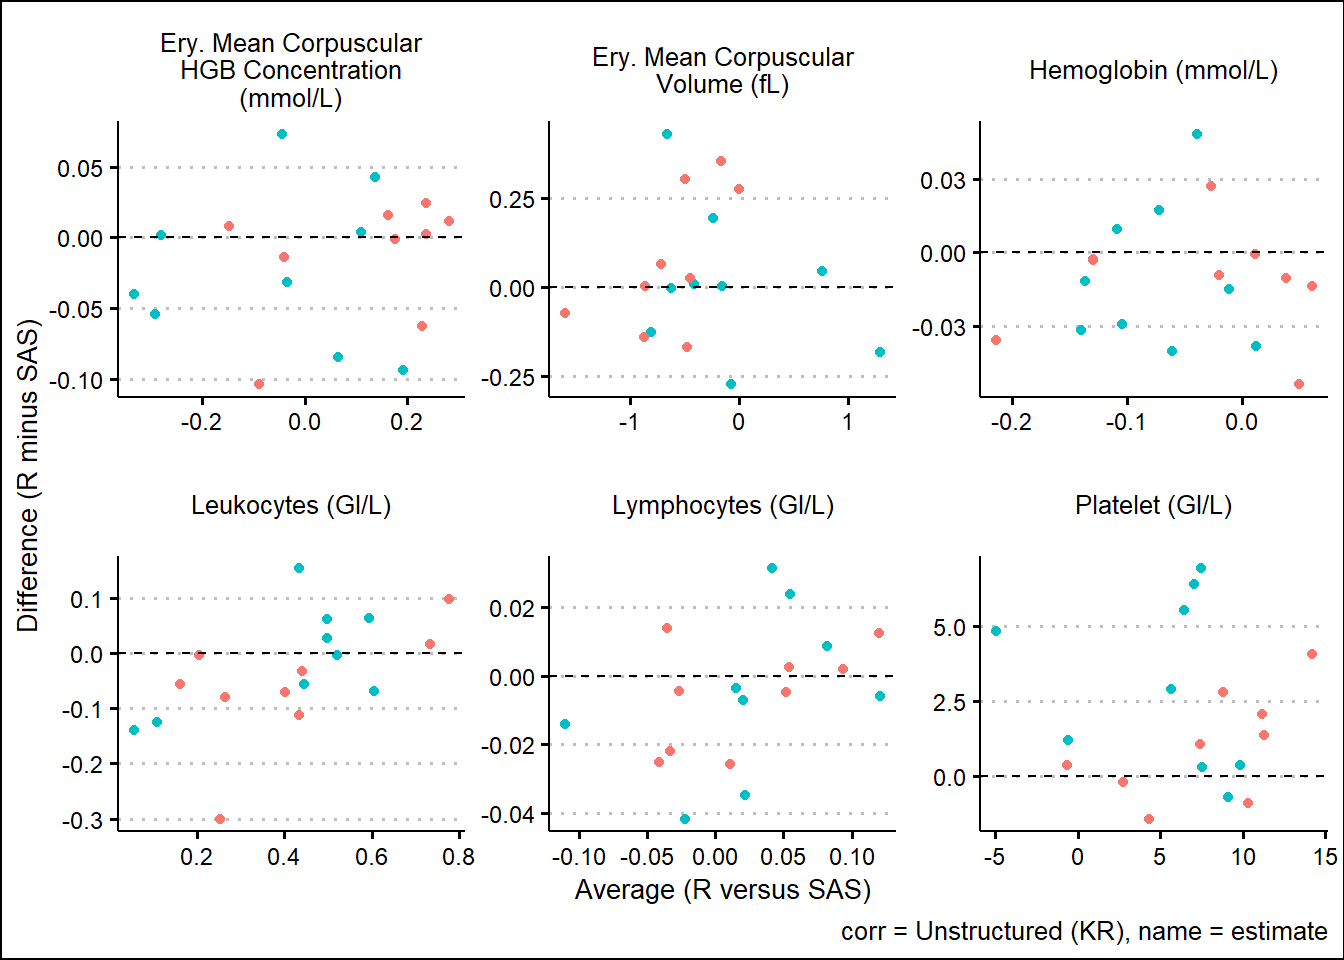 Ery. Mean Corpuscular
HGB Concentration
(mmol/L)
Ery. Mean Corpuscular
Volume (fL)
Hemoglobin (mmol/L)
0.05
0.00
-0.05
-0.10
-0.2 0.0 0.2
0.25
0.00
-0.25
-1 0 1
0.03
0.00
-0.03
-0.2 -0.1 0.0
Difference (R minus SAS)
Leukocytes (GI/L)
Lymphocytes (GI/L)
Platelet (GI/L)
0.1
0.0
-0.1
-0.2
-0.3
0.2 0.4 0.6 0.8
0.02
0.00
-0.02
-0.04
-0.10 -0.05 0.00 0.05 0.10
5.0
2.5
0.0
-5 0 5 10 15
Average (R versus SAS)
corr = Unstructured (KR), name = estimate